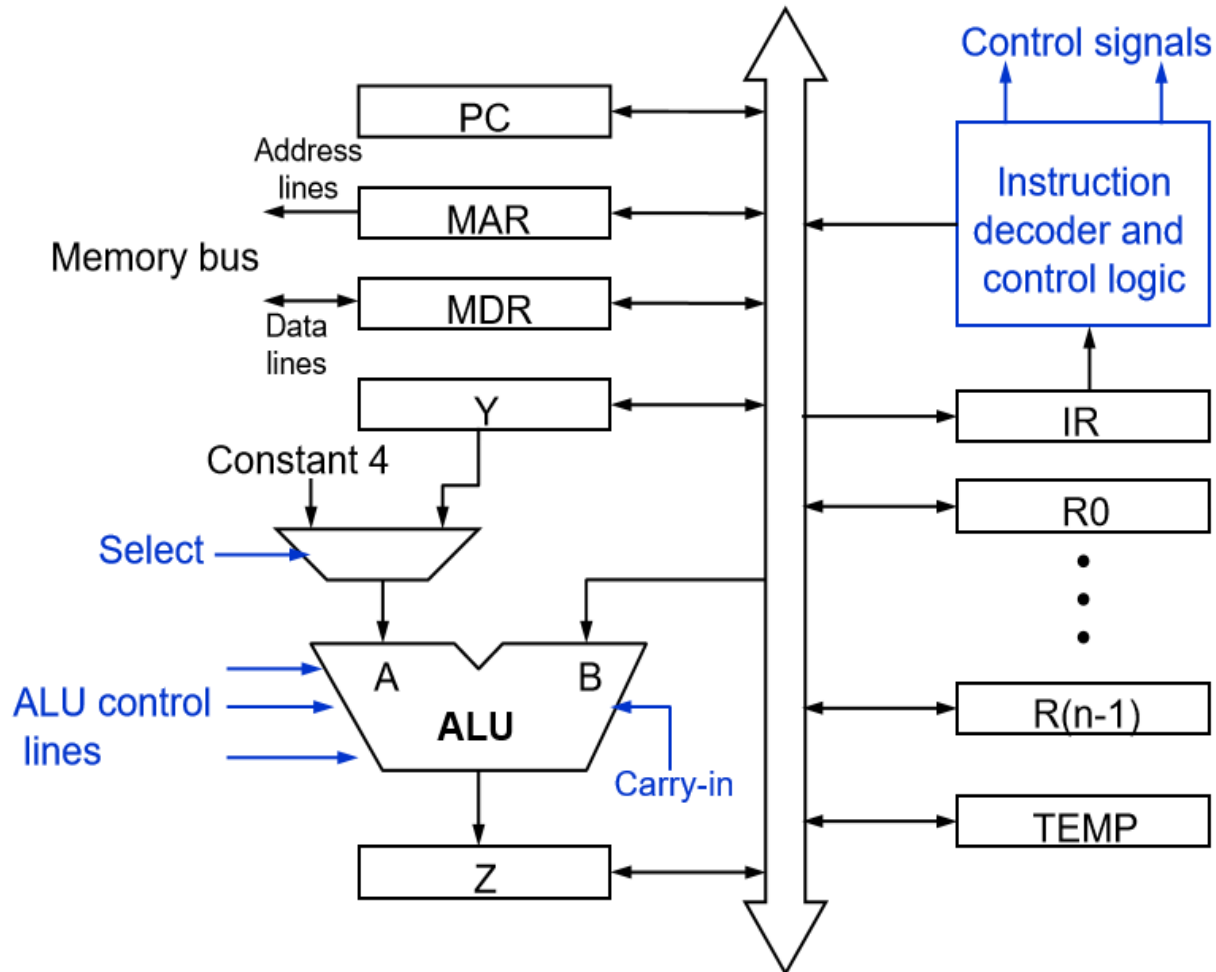 Control signals
PC
Address
lines
MAR
Instruction
decoder and
control logic
Memory bus
MDR
Data
lines
Y
IR
Constant 4
R0
Select
A
B
ALU
ALU control
lines
R(n-1)
Carry-in
TEMP
Z